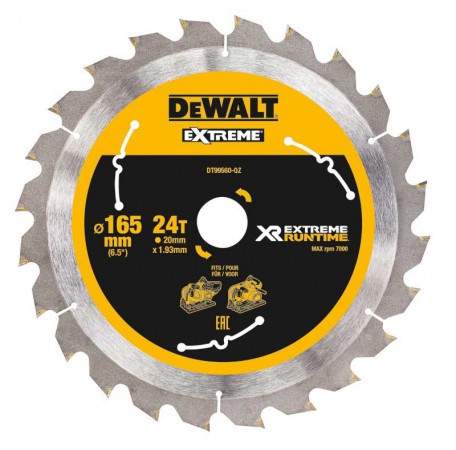 DEWALT
EXTREME®
DT99560-QZ
ø165
mm
(6.5")
24T
● 20mm
x 1.93mm
XR EXTREME
RUNTIME™
MAX rpm 7000
FITS / POUR
FÜR / VOOR
EAC